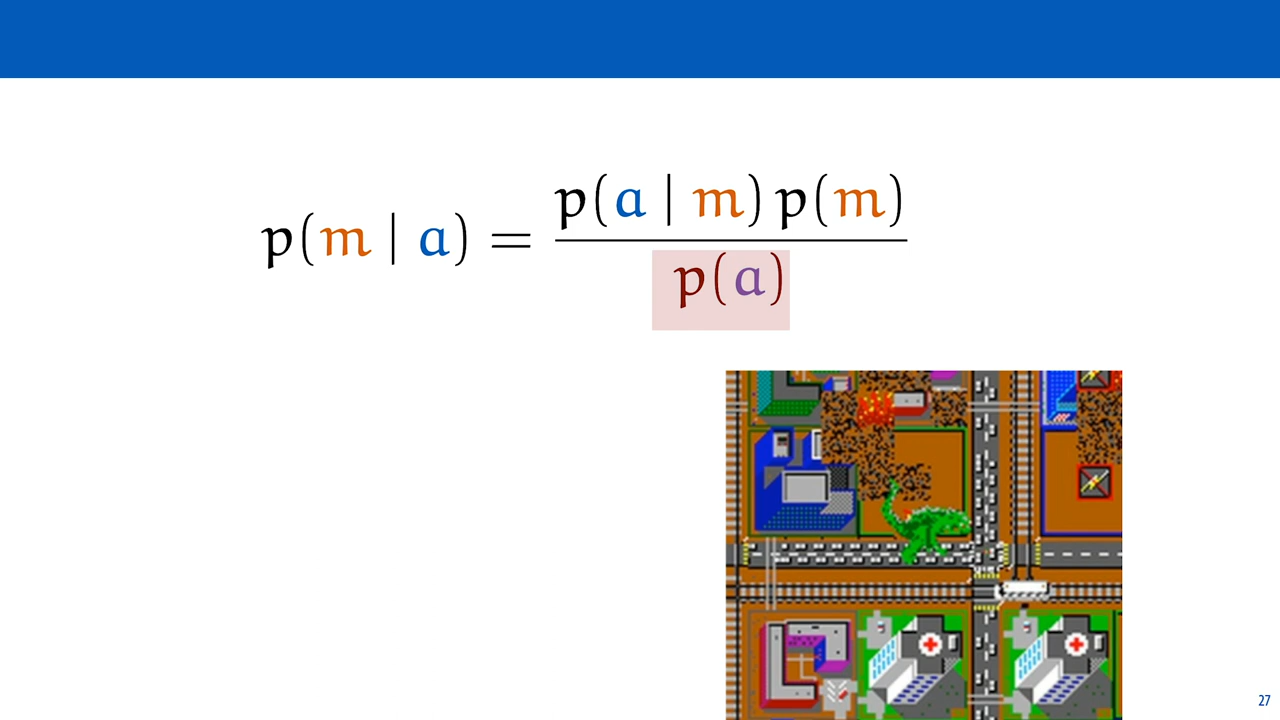 p(m | a) = p(a | m) p(m)
p(a)
27